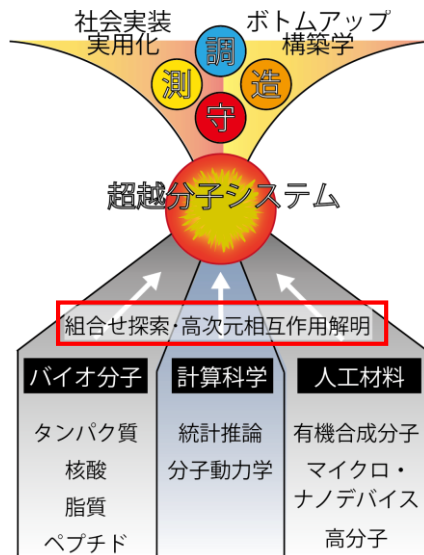 社会実装
実用化
ボトムアップ
構築学
調
測
造
守
超越分子システム
組合せ探索・高次元相互作用解明
バイオ分子
タンパク質
核酸
脂質
ペプチド
計算科学
統計推論
分子動力学
人工材料
有機合成分子
マイクロ・
ナノデバイス
高分子